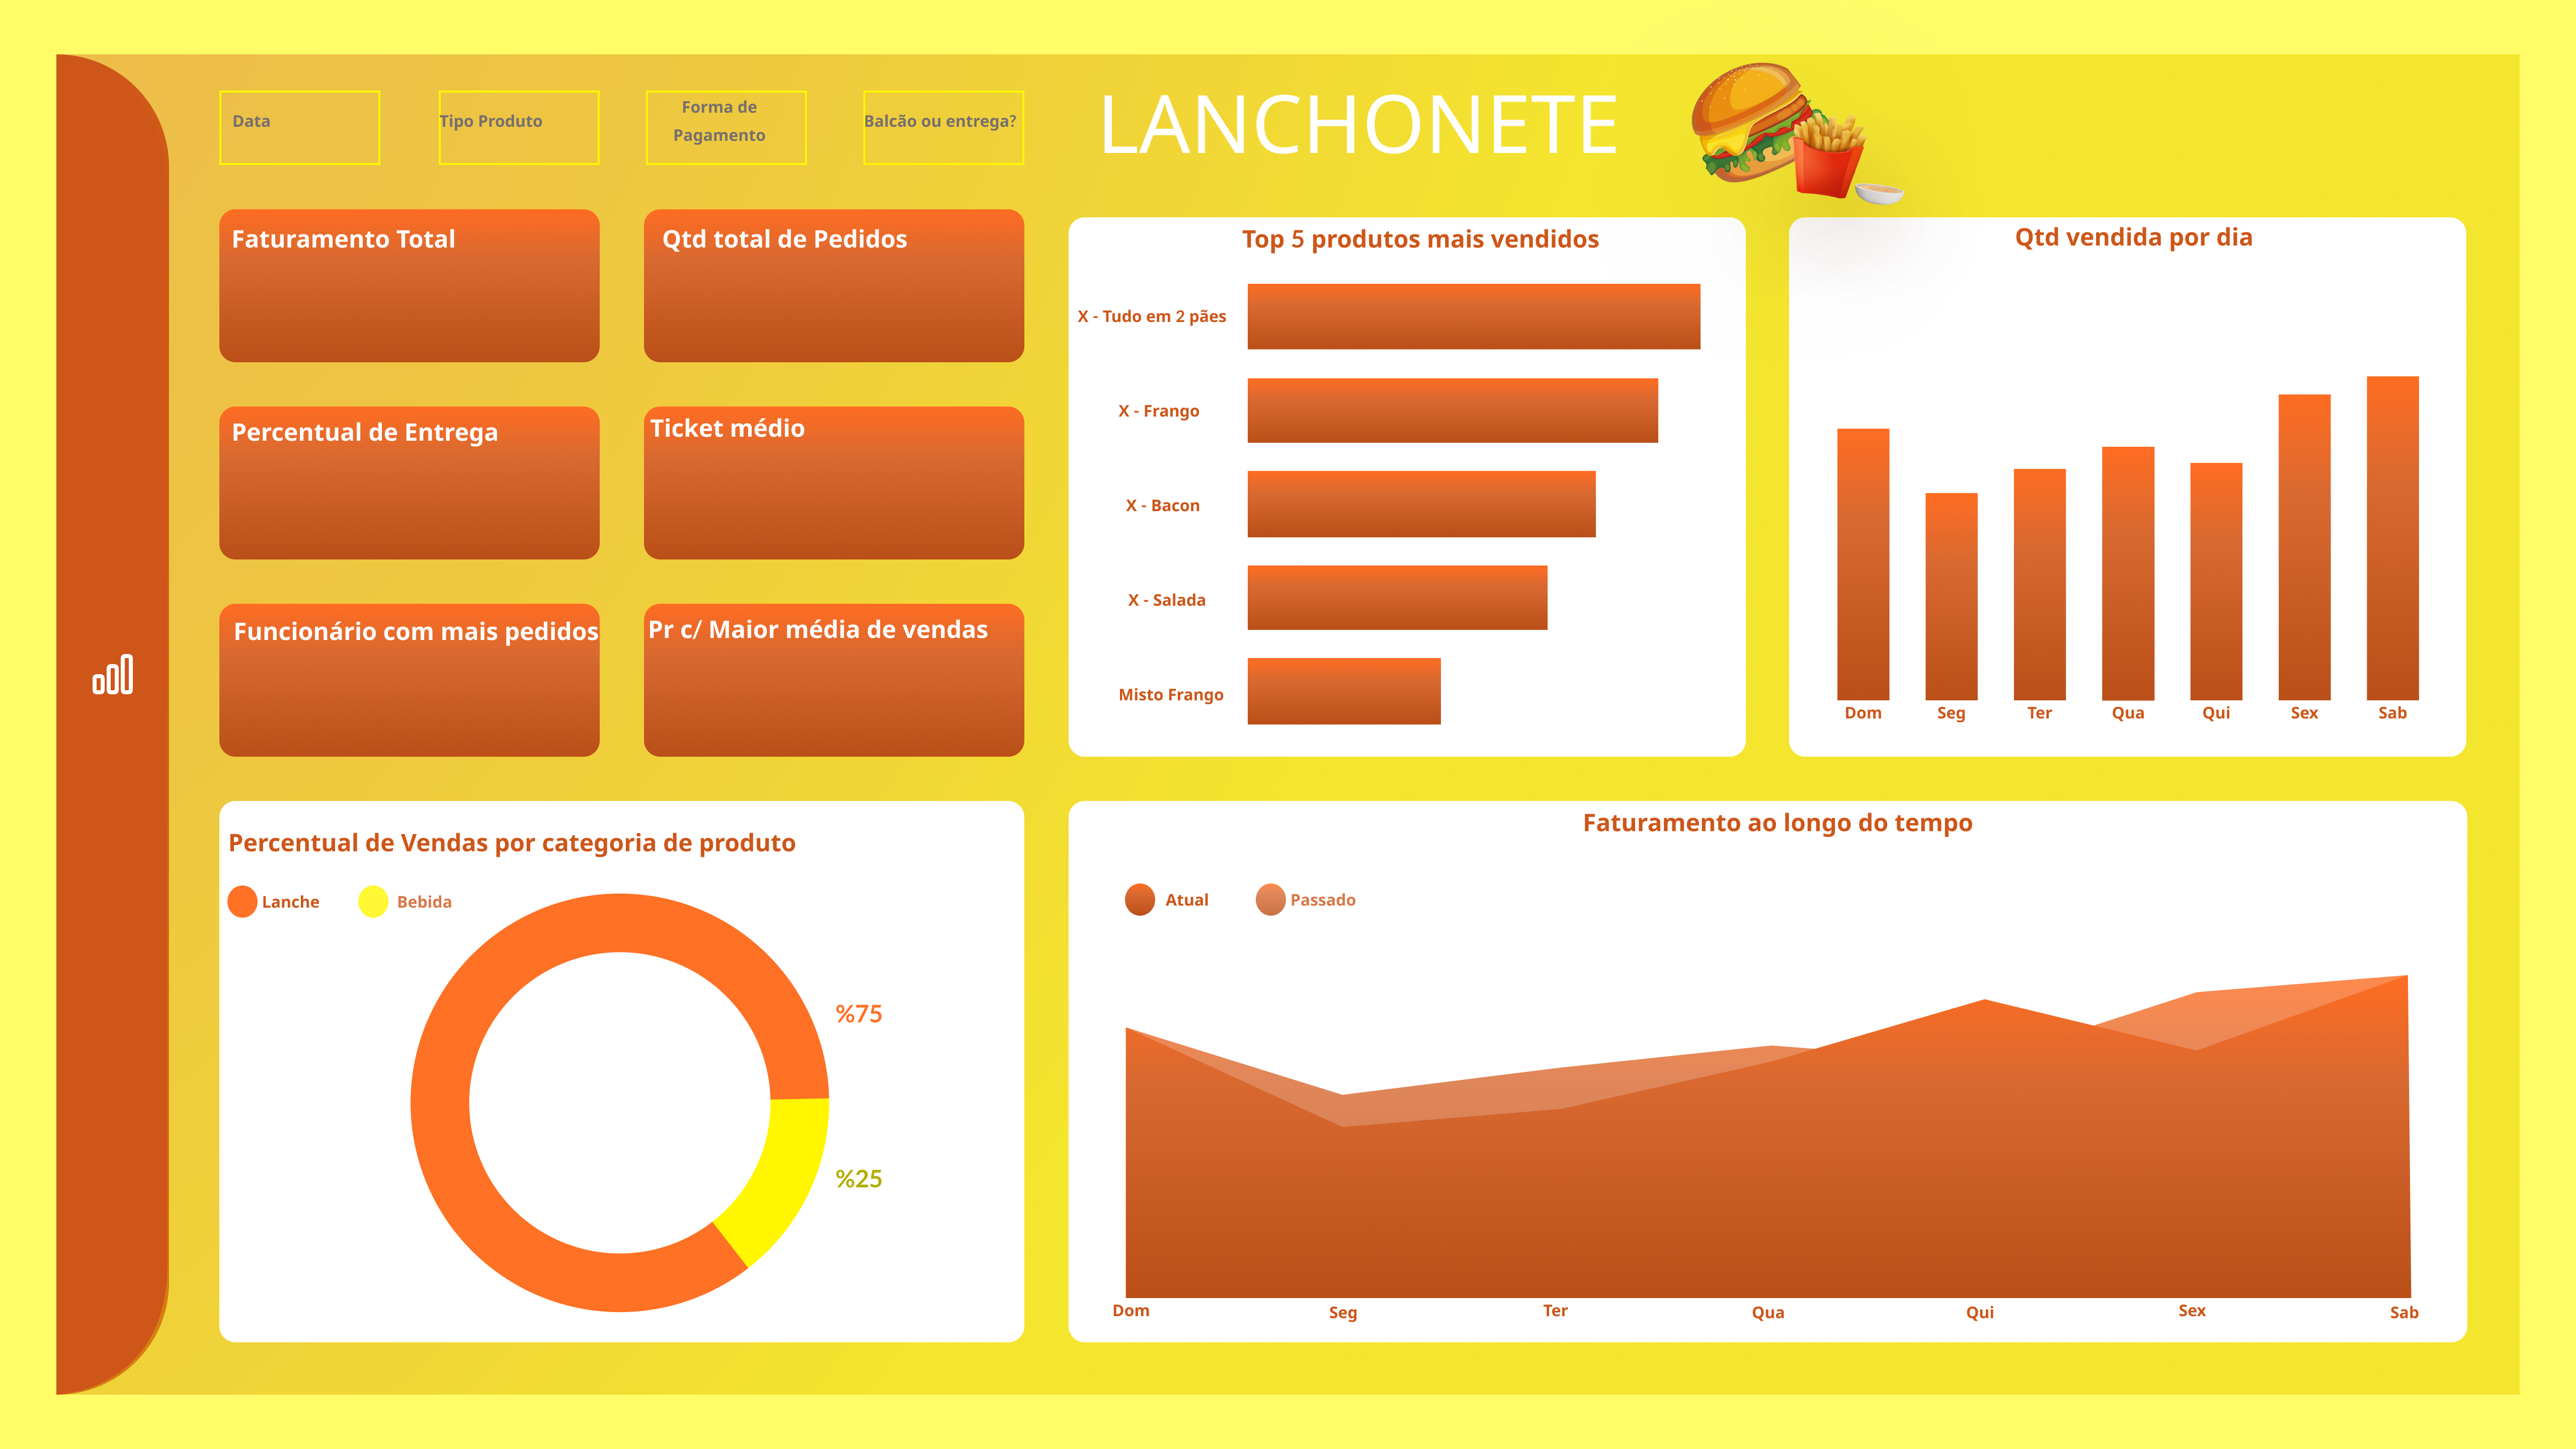 Data
Tipo Produto
Forma de
Pagamento
Balcão ou entrega?
LANCHONETE
Faturamento Total
Qtd total de Pedidos
Percentual de Entrega
Ticket médio
Funcionário com mais pedidos
Pr c/ Maior média de vendas
Top 5 produtos mais vendidos
X - Tudo em 2 pães
X - Frango
X - Bacon
X - Salada
Misto Frango
Qtd vendida por dia
Dom Seg Ter Qua Qui Sex Sab
Percentual de Vendas por categoria de produto
Lanche Bebida
%75
%25
Faturamento ao longo do tempo
Atual Passado
Dom Seg Ter Qua Qui Sex Sab